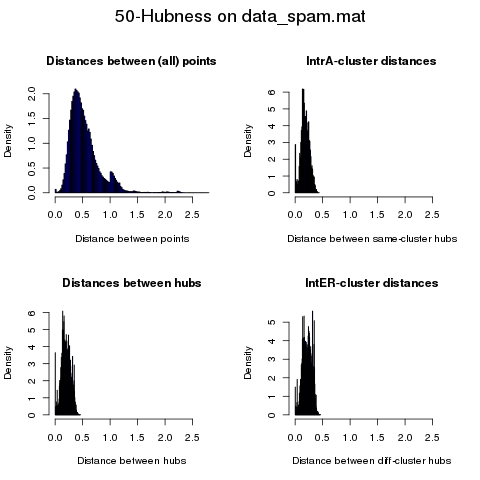 50-Hubness on data_spam.mat
Distances between (all) points
Density
0.0 0.5 1.0 1.5 2.0
0.0 0.5 1.0 1.5 2.0 2.5
Distance between points
IntrA-cluster distances
Density
0 1 2 3 4 5 6
0.0 0.5 1.0 1.5 2.0 2.5
Distance between same-cluster hubs
Distances between hubs
Density
0 1 2 3 4 5 6
0.0 0.5 1.0 1.5 2.0 2.5
Distance between hubs
IntER-cluster distances
Density
0 1 2 3 4 5
0.0 0.5 1.0 1.5 2.0 2.5
Distance between diff-cluster hubs